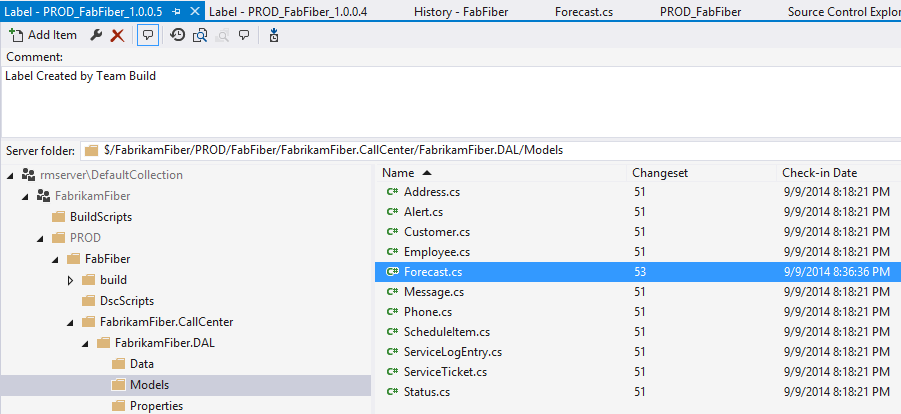 Label - PROD_FabFiber_1.0.0.5 Label - PROD_FabFiber_1.0.0.4 History - FabFiber Forecast.cs PROD_FabFiber Source Control Explor
Add Item
Comment:
Label Created by Team Build
Server folder: $/FabrikamFiber/PROD/FabFiber/FabrikamFiber.CallCenter/FabrikamFiber.DAL/Models
rmserver\DefaultCollection
FabrikamFiber
BuildScripts
PROD
FabFiber
build
DscScripts
FabrikamFiber.CallCenter
FabrikamFiber.DAL
Data
Models
Properties
Name Changeset Check-in Date
C# Address.cs 51 9/9/2014 8:18:21 PM
C# Alert.cs 51 9/9/2014 8:18:21 PM
C# Customer.cs 51 9/9/2014 8:18:21 PM
C# Employee.cs 51 9/9/2014 8:18:21 PM
C# Forecast.cs 53 9/9/2014 8:36:36 PM
C# Message.cs 51 9/9/2014 8:18:21 PM
C# Phone.cs 51 9/9/2014 8:18:21 PM
C# ScheduleItem.cs 51 9/9/2014 8:18:21 PM
C# ServiceLogEntry.cs 51 9/9/2014 8:18:21 PM
C# ServiceTicket.cs 51 9/9/2014 8:18:21 PM
C# Status.cs 51 9/9/2014 8:18:21 PM